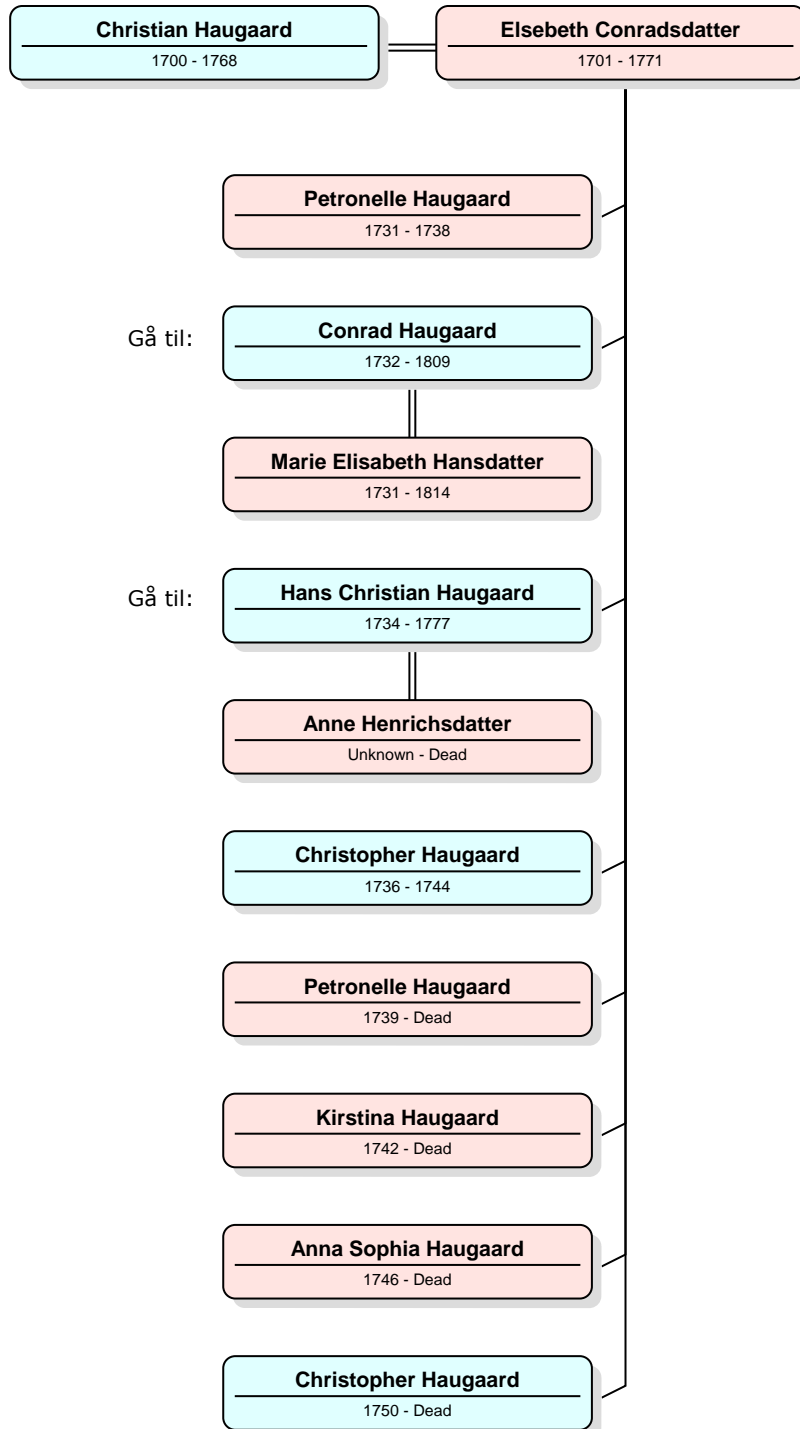 Christian Haugaard
1700 - 1768
Elsebeth Conradsdatter
1701 - 1771
Petronelle Haugaard
1731 - 1738
Gå til:
Conrad Haugaard
1732 - 1809
Marie Elisabeth Hansdatter
1731 - 1814
Gå til:
Hans Christian Haugaard
1734 - 1777
Anne Henrichsdatter
Unknown - Dead
Christopher Haugaard
1736 - 1744
Petronelle Haugaard
1739 - Dead
Kirstina Haugaard
1742 - Dead
Anna Sophia Haugaard
1746 - Dead
Christopher Haugaard
1750 - Dead